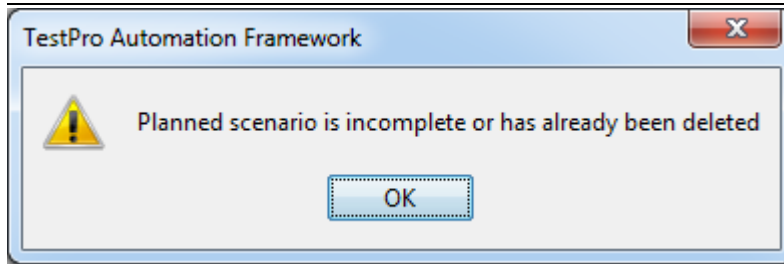 TestPro Automation Framework
Planned scenario is incomplete or has already been deleted
OK